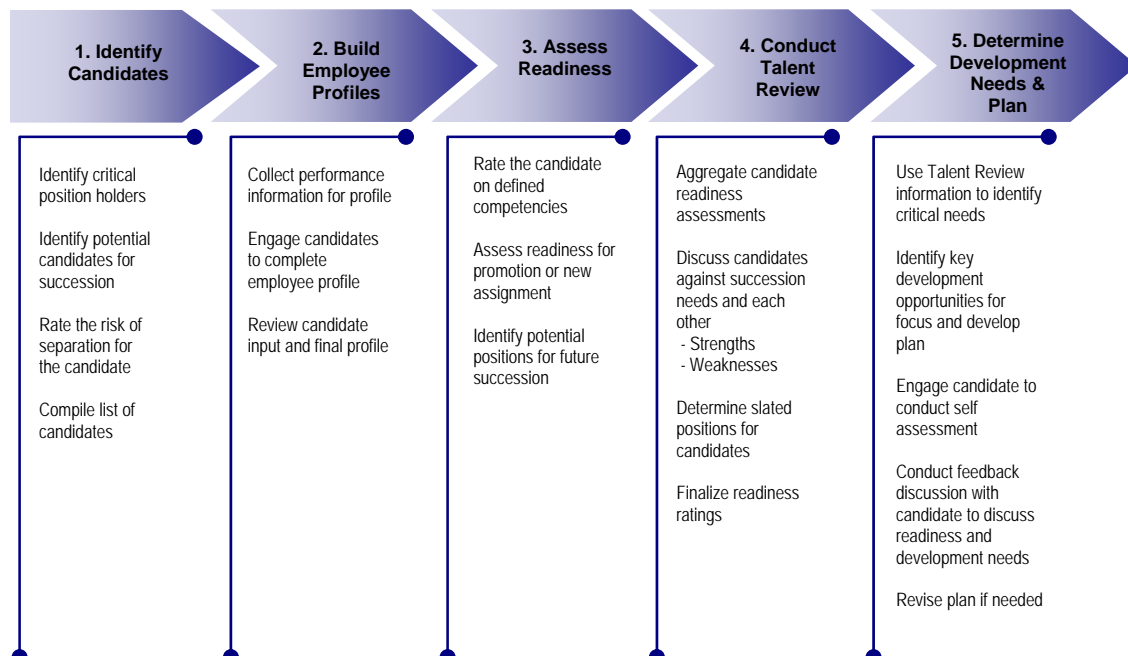 1. Identify
Candidates
2. Build
Employee
Profiles
3. Assess
Readiness
4. Conduct
Talent
Review
5. Determine
Development
Needs &
Plan
Identify critical
position holders
Identify potential
candidates for
succession
Rate the risk of
separation for
the candidate
Compile list of
candidates
Collect performance
information for profile
Engage candidates
to complete
employee profile
Review candidate
input and final profile
Rate the candidate
on defined
competencies
Assess readiness for
promotion or new
assignment
Identify potential
positions for future
succession
Aggregate candidate
readiness
assessments
Discuss candidates
against succession
needs and each
other
- Strengths
- Weaknesses
Determine slated
positions for
candidates
Finalize readiness
ratings
Use Talent Review
information to identify
critical needs
Identify key
development
opportunities for
focus and develop
plan
Engage candidate to
conduct self
assessment
Conduct feedback
discussion with
candidate to discuss
readiness and
development needs
Revise plan if needed